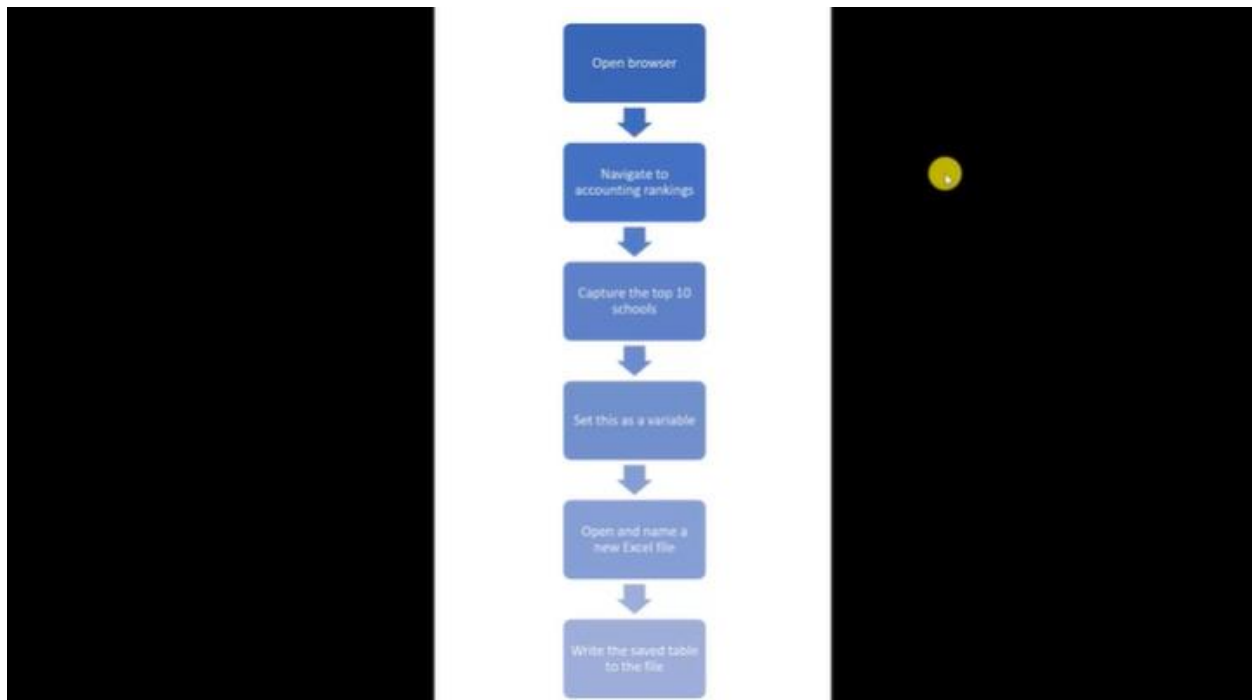 Open browser
Navigate to
accounting rankings
Capture the top 10
schools
Set this as a variable
Open and name a
new Excel file
Write the saved table
to the file